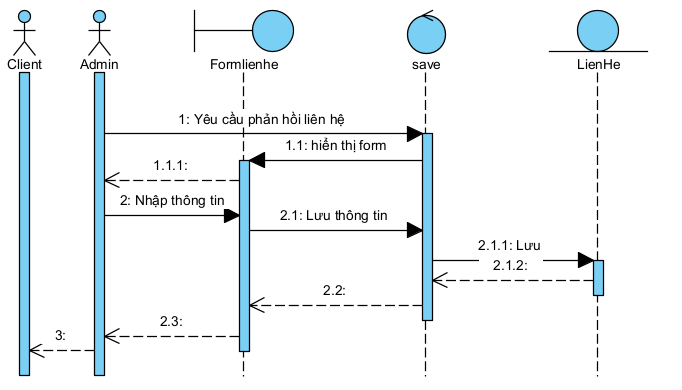 Client
Admin
Formlienhe
save
LienHe
1: Yêu cầu phản hồi liên hệ
1.1: hiển thị form
1.1.1:
2: Nhập thông tin
2.1: Lưu thông tin
2.1.1: Lưu
2.1.2:
2.2:
2.3:
3: